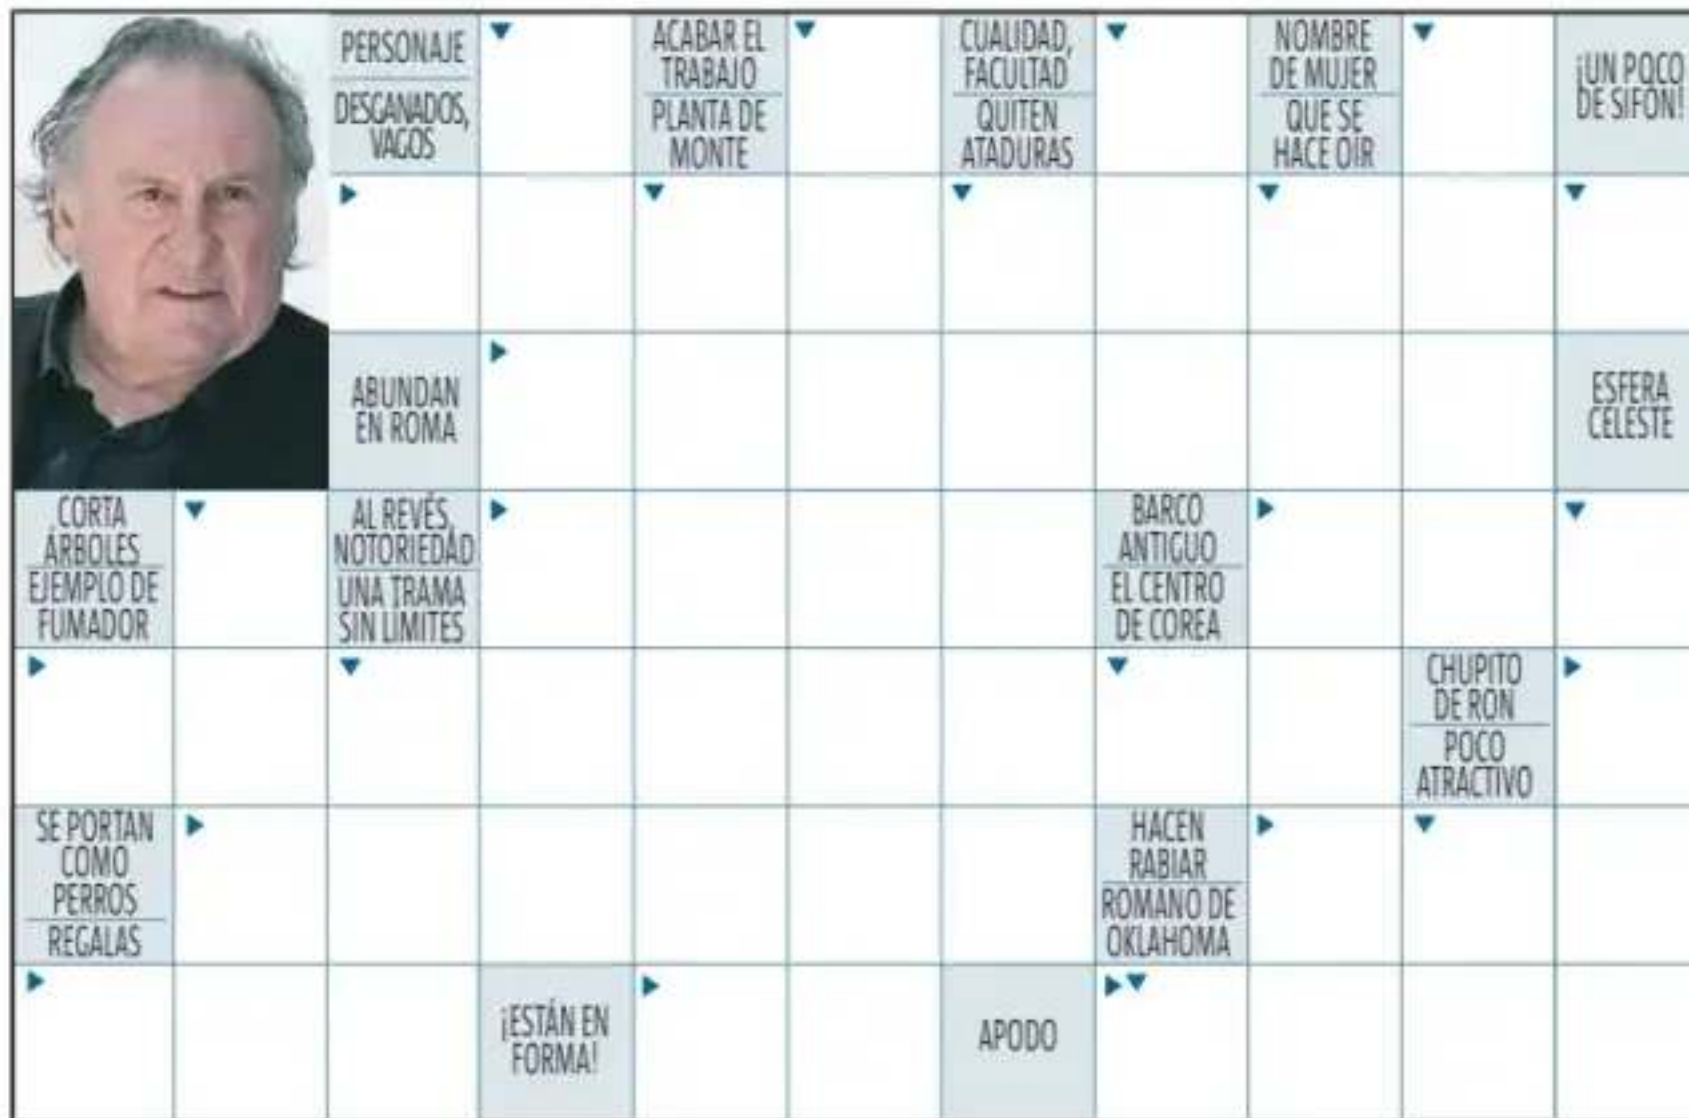 PERSONAJE
DESGANADOS,
VAGOS
ACABAR EL
TRABAJO
PLANTA DE
MONTE
CUALIDAD,
FACULTAD
QUITEN
ATADURAS
NOMBRE
DE MUJER
QUE SE
HACE OÍR
¡UN POCO
DE SIFÓN!
ABUNDAN
EN ROMA
ESFERA
CELESTE
CORTA
ÁRBOLES
EJEMPLO DE
FUMADOR
AL REVÉS,
NOTORIEDAD
UNA TRAMA
SIN LÍMITES
BARCO
ANTIGUO
EL CENTRO
DE COREA
CHUPITO
DE RON
POCO
ATRACTIVO
SE PORTAN
COMO
PERROS
REGALAS
HACEN
RABIAR
ROMANO DE
OKLAHOMA
¡ESTÁN EN
FORMA!
APODO